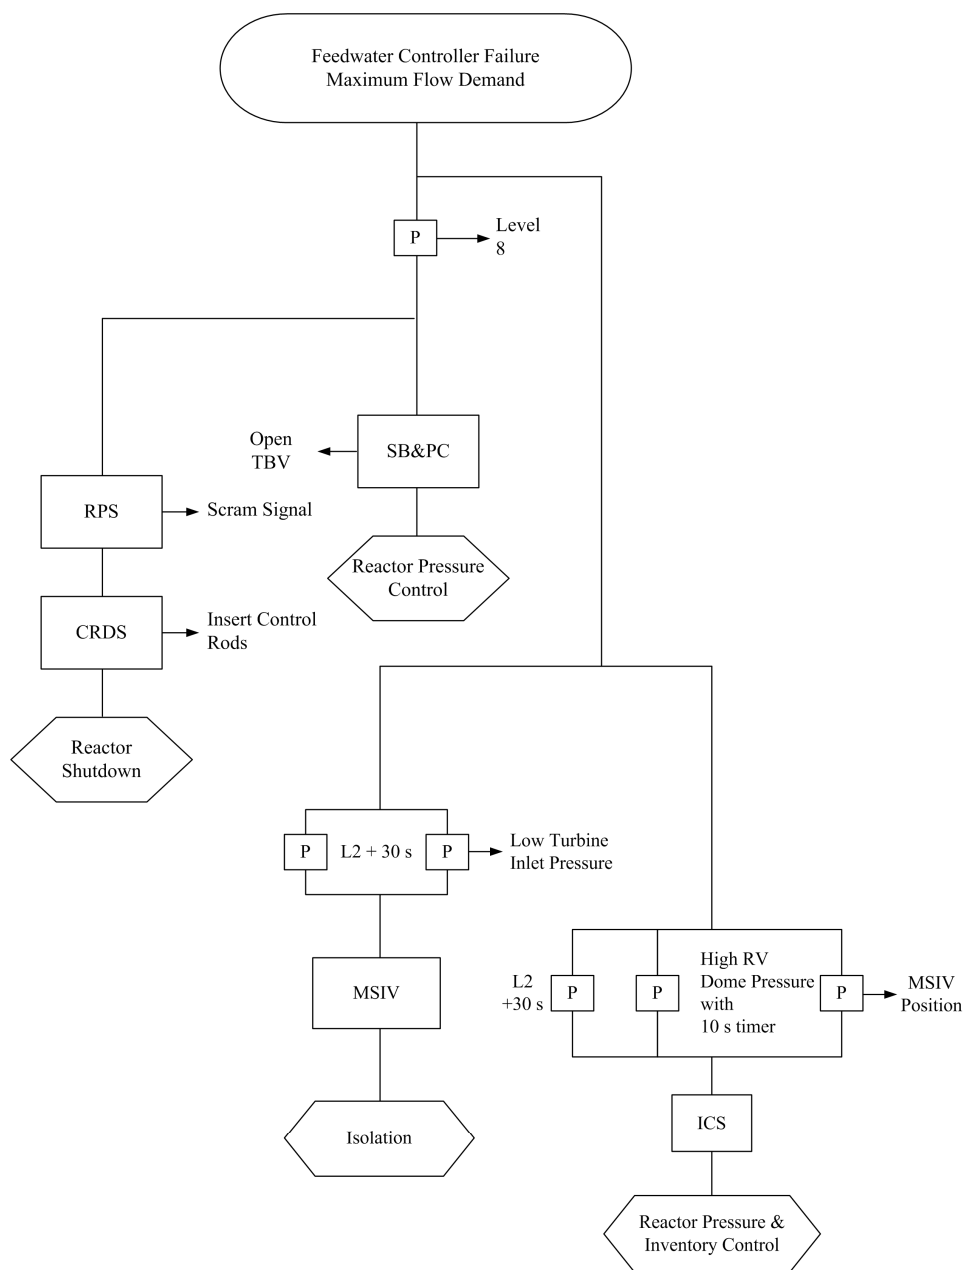 Feedwater Controller Failure
Maximum Flow Demand
P
Level
8
Open
TBV
SB&PC
RPS
Scram Signal
Reactor Pressure
Control
CRDS
Insert Control
Rods
Reactor
Shutdown
P
L2 + 30 s
P
Low Turbine
Inlet Pressure
MSIV
Isolation
L2
+30 s
P
P
High RV
Dome Pressure
with
10 s timer
P
MSIV
Position
ICS
Reactor Pressure &
Inventory Control